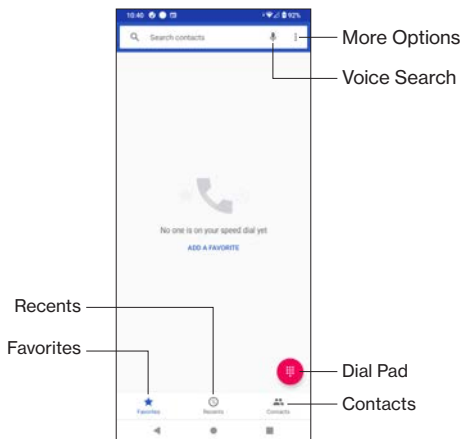 10:40 92%
Search contacts
More Options
Voice Search
No one is on your speed dial yet
ADD A FAVORITE
Recents
Favorites
Dial Pad
Contacts
Favorites Recents Contacts